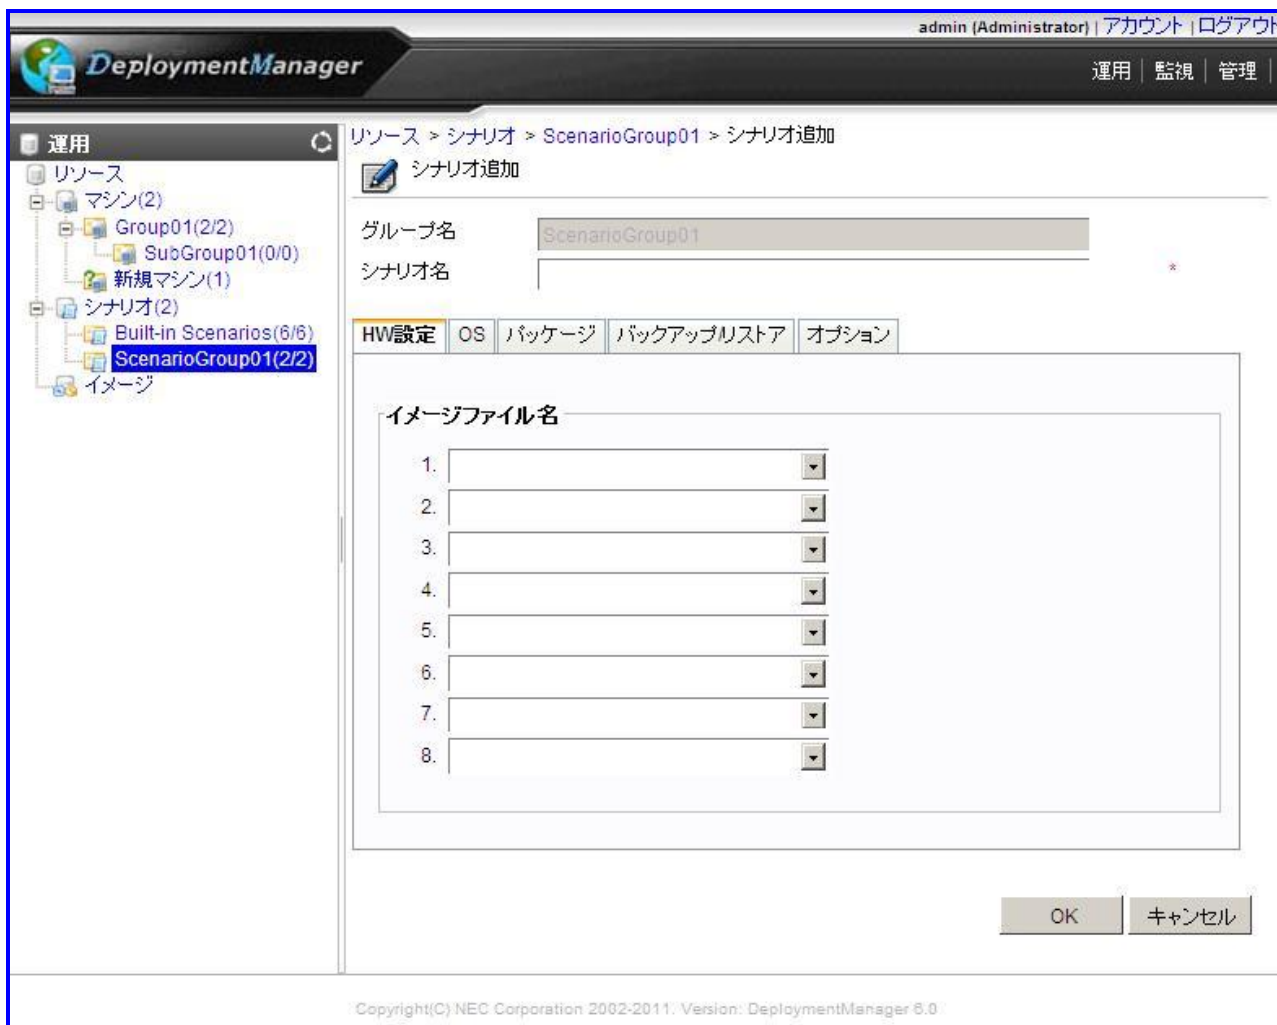 admin (Administrator) | アカウント | ログアウト
DeploymentManager
運用 | 監視 | 管理 |
運用
リソース
マシン(2)
Group01(2/2)
SubGroup01(0/0)
新規マシン(1)
シナリオ(2)
Built-in Scenarios(6/6)
ScenarioGroup01(2/2)
イメージ
リソース > シナリオ > ScenarioGroup01 > シナリオ追加
シナリオ追加
グループ名 ScenarioGroup01
シナリオ名 *
HW設定 OS パッケージ バックアップ/リストア オプション
イメージファイル名
1.
2.
3.
4.
5.
6.
7.
8.
OK キャンセル
Copyright(C) NEC Corporation 2002-2011. Version: DeploymentManager 6.0